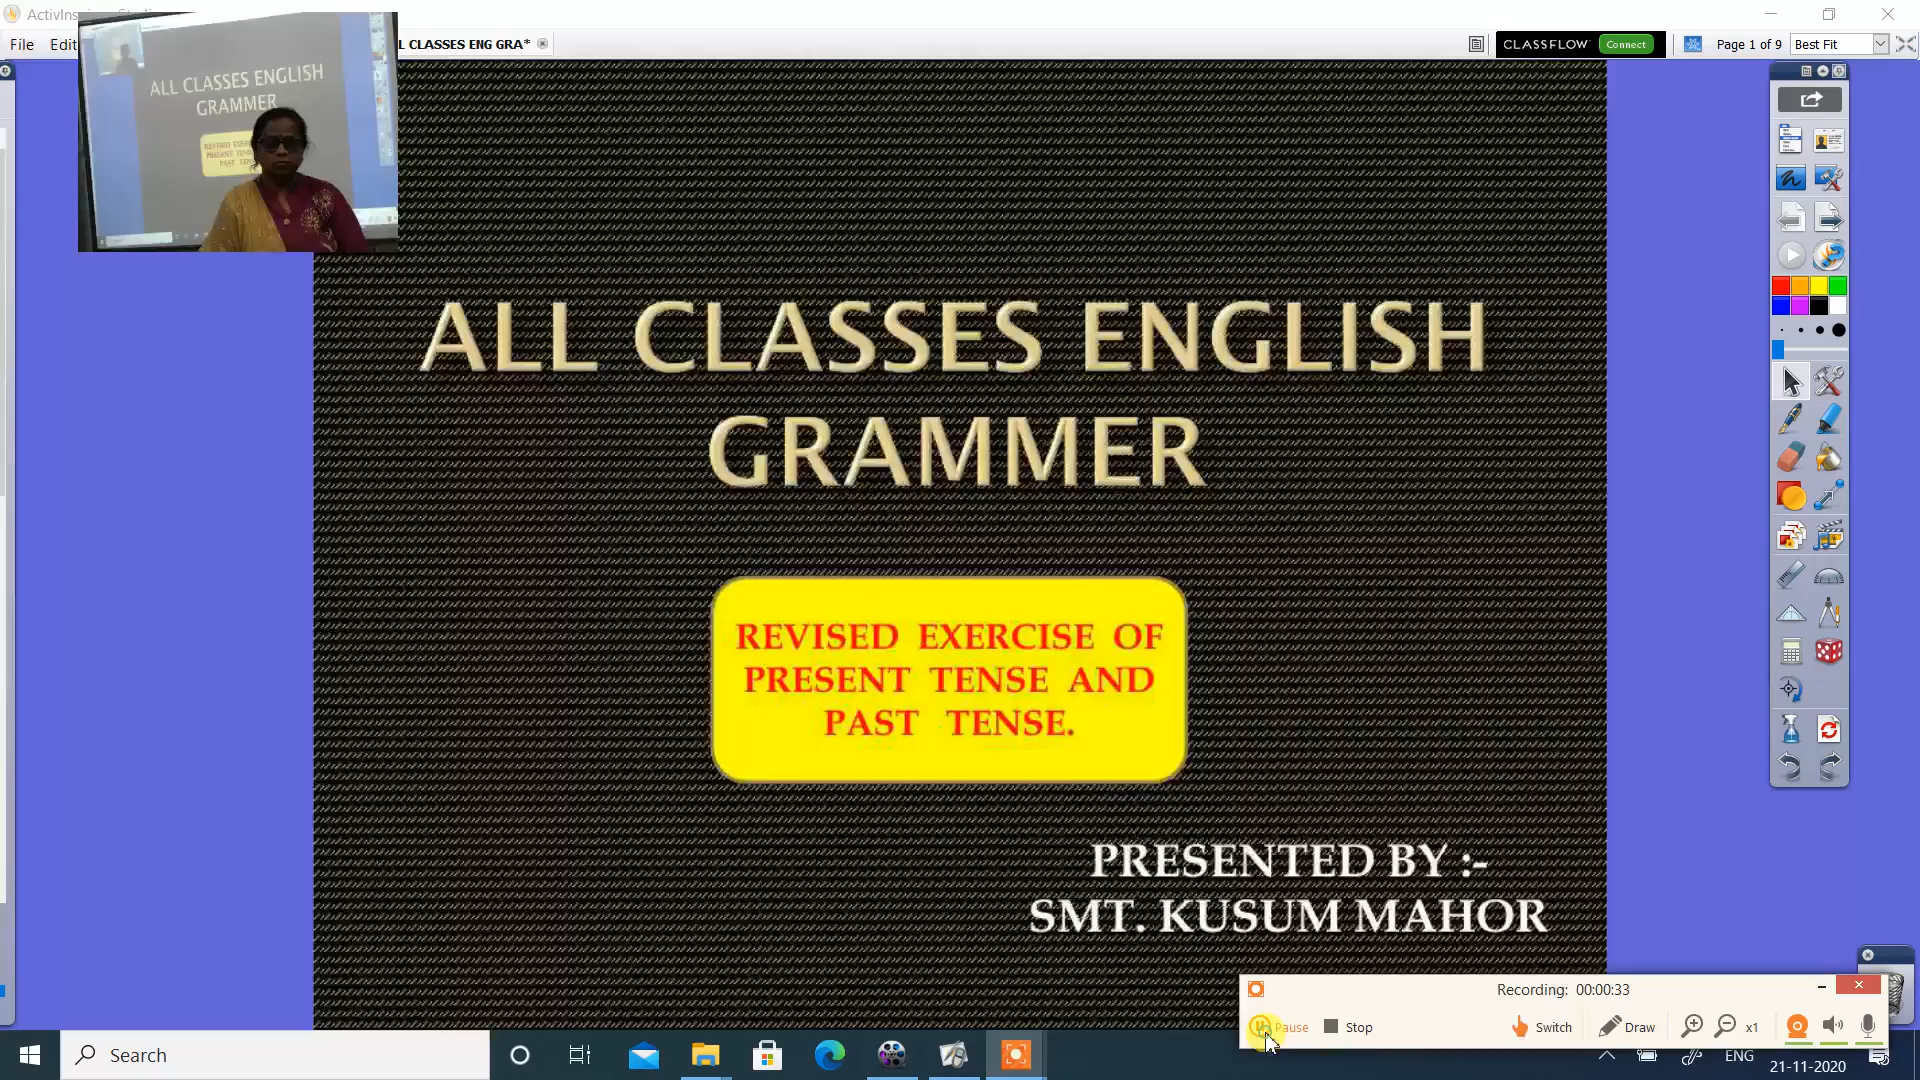 ActivInspire - Studio
File Edit
L CLASSES ENG GRA*
CLASSFLOW Connect
Page 1 of 9 Best Fit
ALL CLASSES ENGLISH
GRAMMER
ALL CLASSES ENGLISH
GRAMMER
REVISED EXERCISE OF
PRESENT TENSE AND
PAST TENSE.
PRESENTED BY :-
SMT. KUSUM MAHOR
Recording: 00:00:33
Pause Stop Switch Draw x1
Search
ENG
21-11-2020